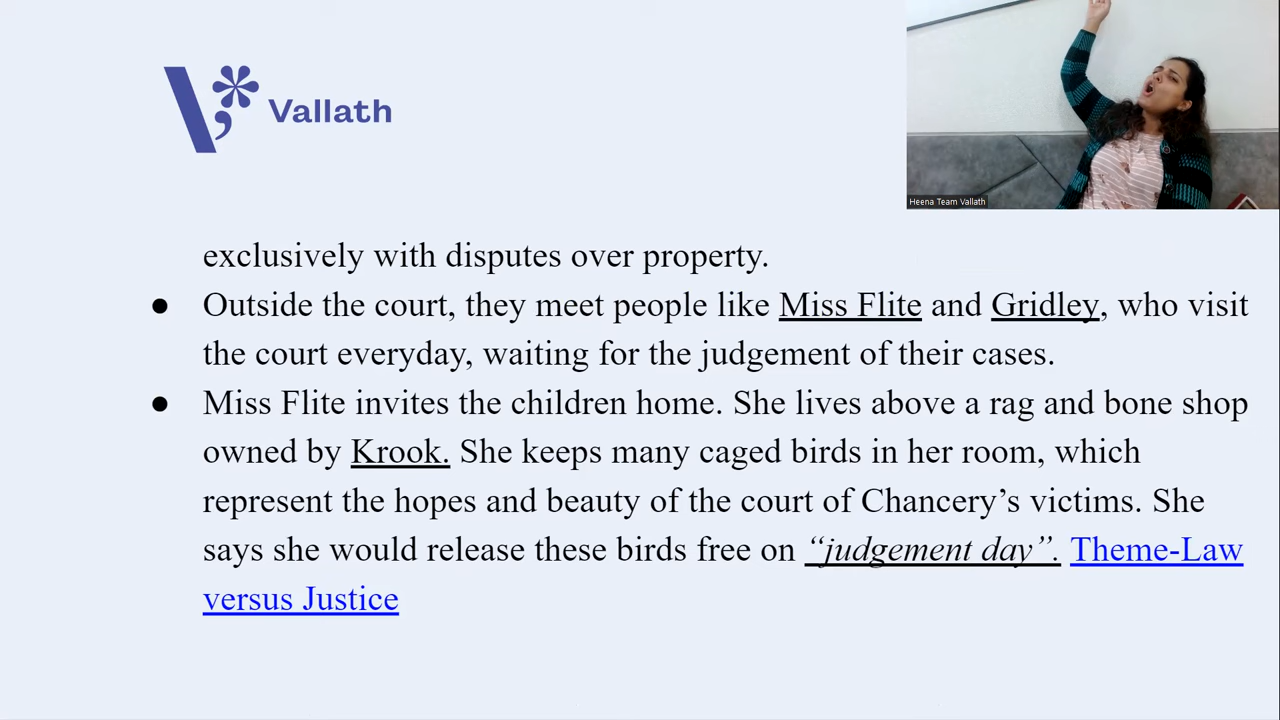 Vallath
Heena Team Vallath
exclusively with disputes over property.
● Outside the court, they meet people like Miss Flite and Gridley, who visit
the court everyday, waiting for the judgement of their cases.
● Miss Flite invites the children home. She lives above a rag and bone shop
owned by Krook. She keeps many caged birds in her room, which
represent the hopes and beauty of the court of Chancery’s victims. She
says she would release these birds free on “judgement day”. Theme-Law
versus Justice